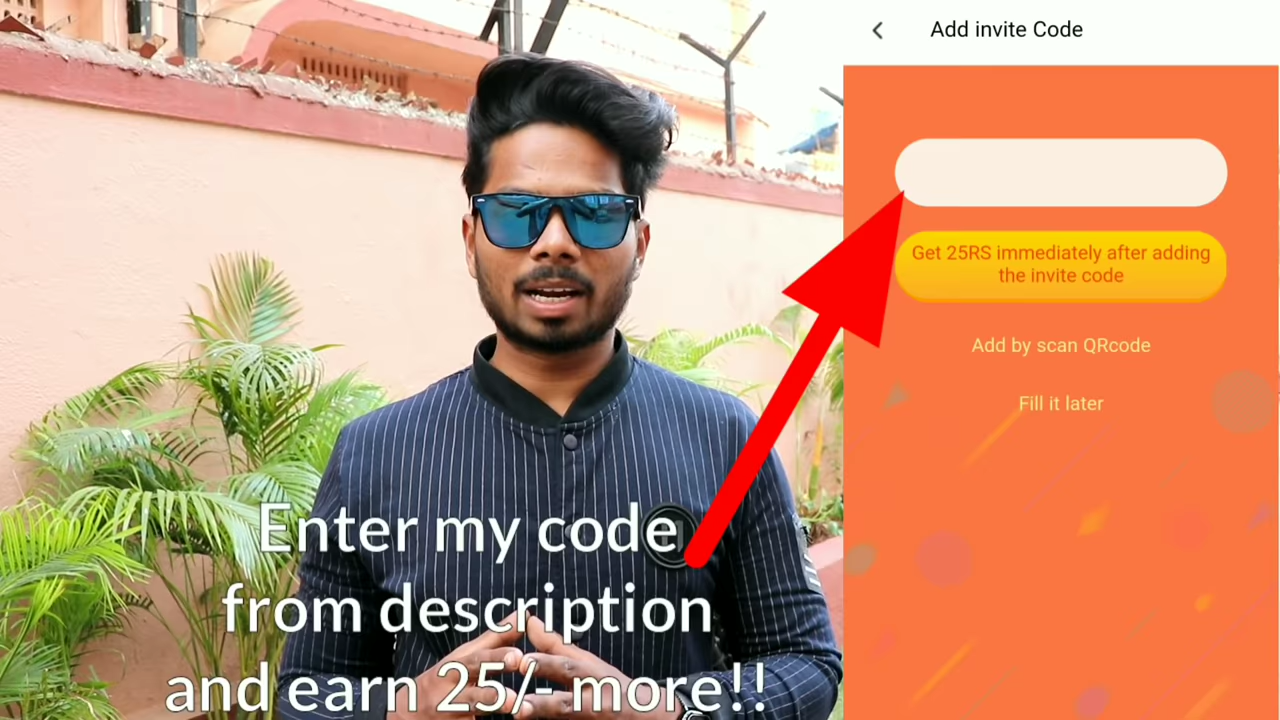 Add invite Code
Get 25RS immediately after adding
the invite code
Add by scan QRcode
Fill it later
Enter my code
from description
and earn 25/- more!!